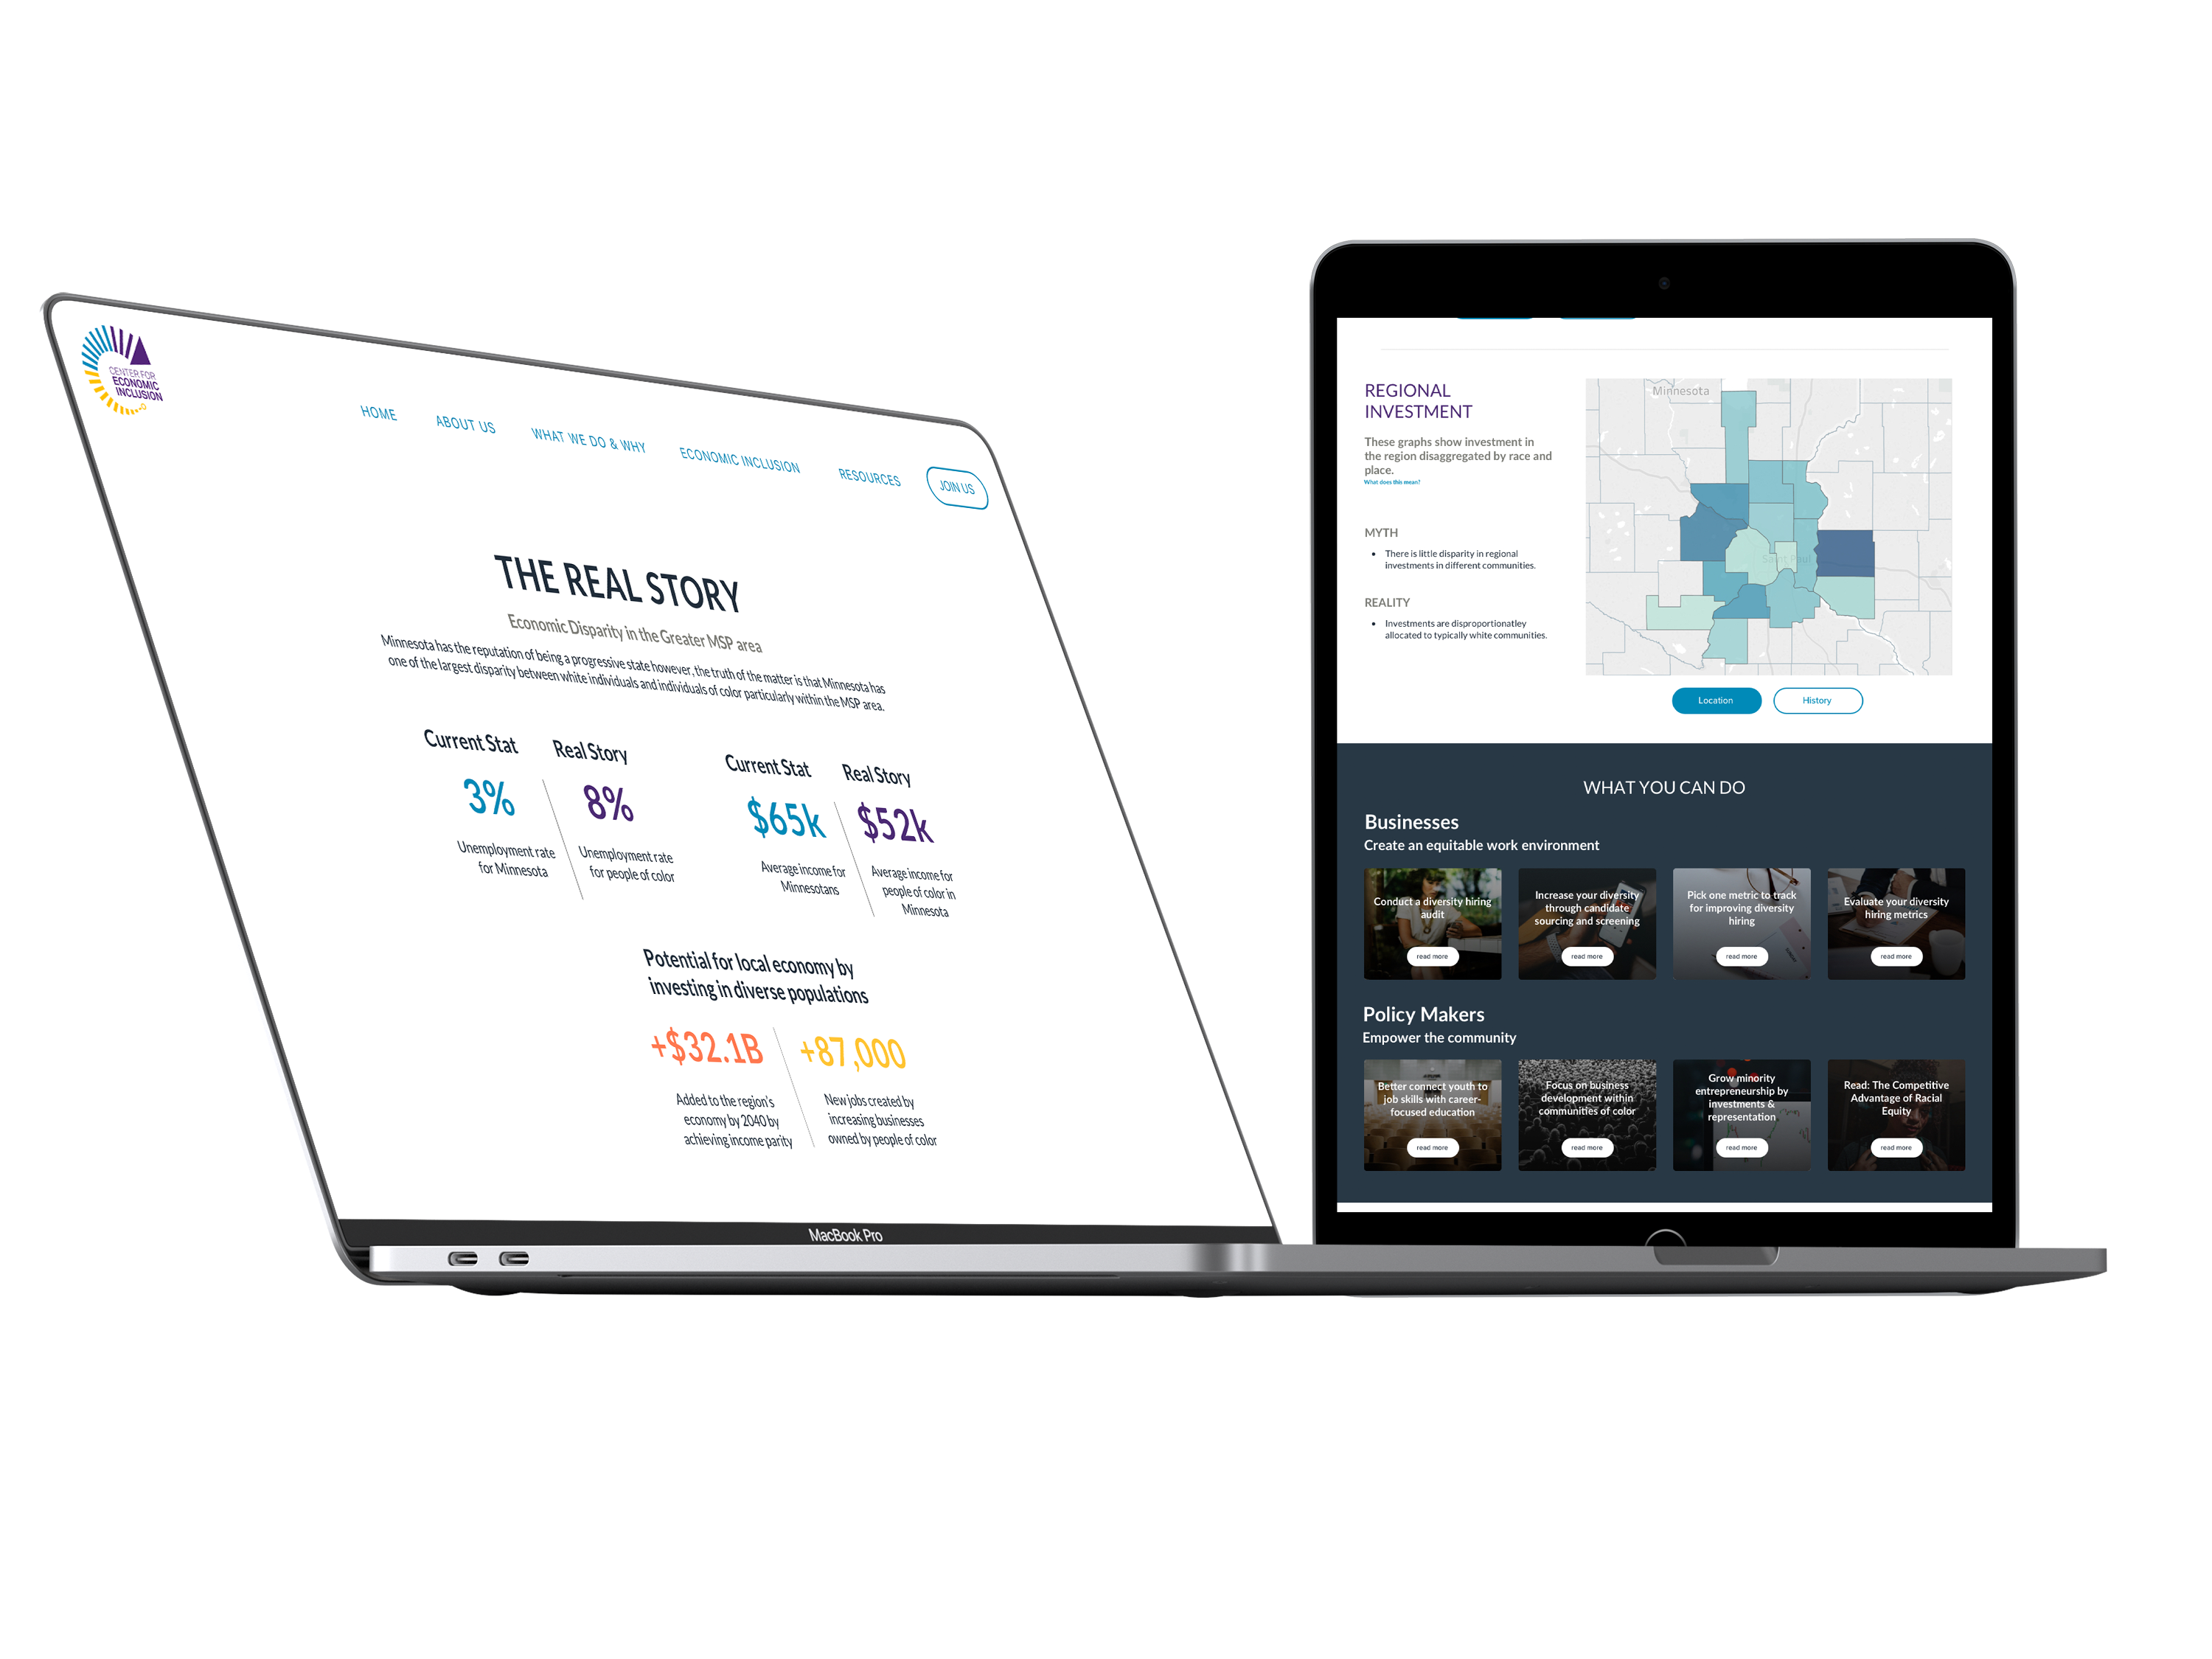 CENTER FOR
ECONOMIC
INCLUSION
HOME
ABOUT US
WHAT WE DO & WHY
ECONOMIC INCLUSION
RESOURCES
JOIN US
THE REAL STORY
Economic Disparity in the Greater MSP area
Minnesota has the reputation of being a progressive state however, the truth of the matter is that Minnesota has
one of the largest disparity between white individuals and individuals of color particularly within the MSP area.
Current Stat
Real Story
3%
8%
Unemployment rate
for Minnesota
Unemployment rate
for people of color
Current Stat
Real Story
$65k
$52k
Average income for
Minnesotans
Average income for
people of color in
Minnesota
Potential for local economy by
investing in diverse populations
+$32.1B
+87,000
Added to the region's
economy by 2040 by
achieving income parity
New jobs created by
increasing businesses
owned by people of color
MacBook Pro
REGIONAL
INVESTMENT
These graphs show investment in
the region disaggregated by race and
place.
What does this mean?
MYTH
• There is little disparity in regional
investments in different communities.
REALITY
• Investments are disproportionatley
allocated to typically white communities.
Minnesota
Saint Paul
Location
History
WHAT YOU CAN DO
Businesses
Create an equitable work environment
Conduct a diversity hiring
audit
read more
Increase your diversity
through candidate
sourcing and screening
read more
Pick one metric to track
for improving diversity
hiring
read more
Evaluate your diversity
hiring metrics
read more
Policy Makers
Empower the community
Better connect youth to
job skills with career-
focused education
read more
Focus on business
development within
communities of color
read more
Grow minority
entrepreneurship by
investments &
representation
read more
Read: The Competitive
Advantage of Racial
Equity
read more